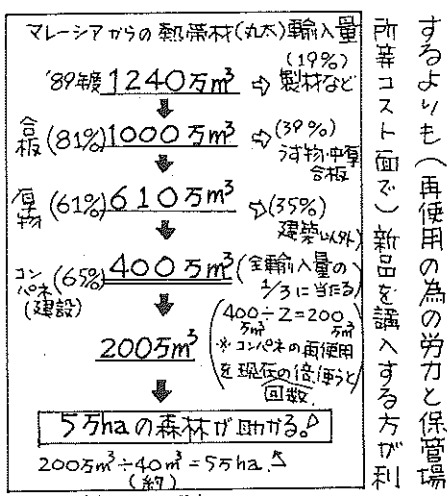 するよりも(再使用の為の労力と保管場
所等コスト面で)新品を購入する方が利
マレーシアからの熱帯材(丸太)輸入量
'89年度 1240万m³ ⇨ (19%) 製材など
合板 (81%) 1000万m³ ⇨ (39%) うす物・中厚合板
厚物 (61%) 610万m³ ⇨ (35%) 建築以外
コンパネ(建設) (65%) 400万m³ (全輸入量の1/3に当たる)
200万m³ (400万m³÷2=200万m³ ※コンパネの再使用を現在の倍使うと 回数)
5万haの森林が助かる。
200万m³÷40m³=5万ha
(約)